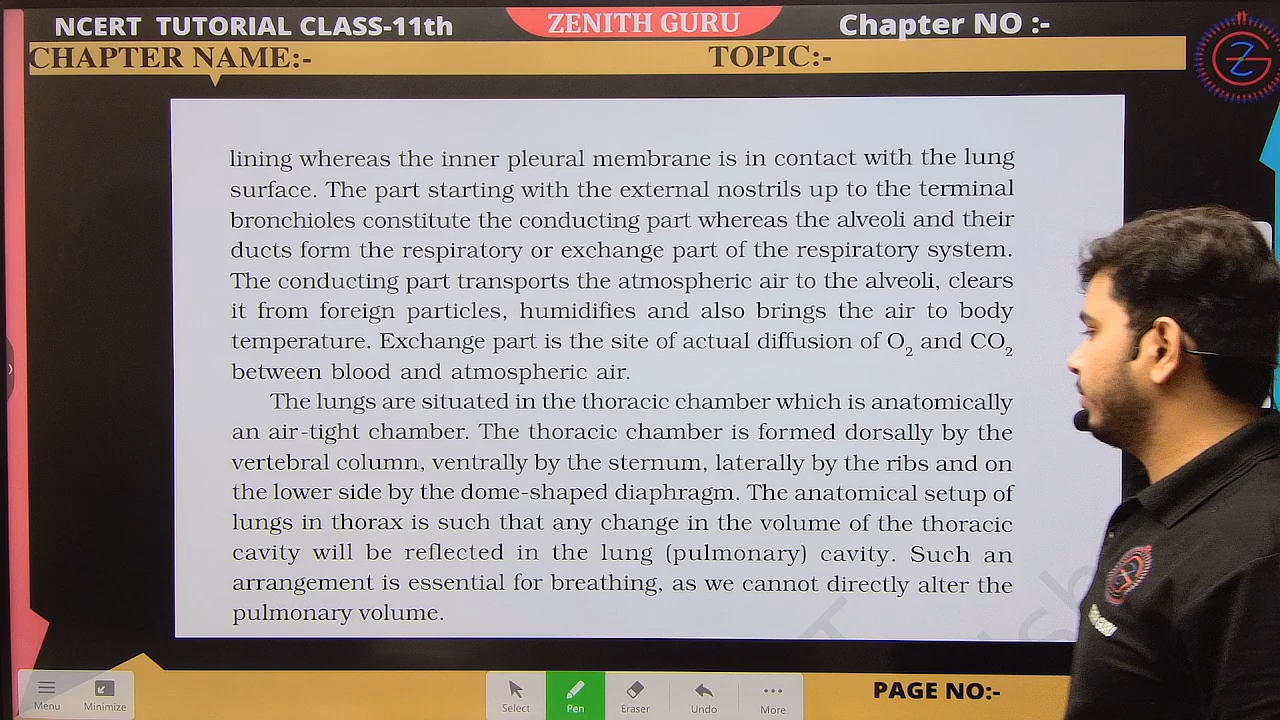 NCERT TUTORIAL CLASS-11th
ZENITH GURU
Chapter NO :-
CHAPTER NAME:-
TOPIC:-
lining whereas the inner pleural membrane is in contact with the lung
surface. The part starting with the external nostrils up to the terminal
bronchioles constitute the conducting part whereas the alveoli and their
ducts form the respiratory or exchange part of the respiratory system.
The conducting part transports the atmospheric air to the alveoli, clears
it from foreign particles, humidifies and also brings the air to body
temperature. Exchange part is the site of actual diffusion of O₂ and CO₂
between blood and atmospheric air.
The lungs are situated in the thoracic chamber which is anatomically
an air-tight chamber. The thoracic chamber is formed dorsally by the
vertebral column, ventrally by the sternum, laterally by the ribs and on
the lower side by the dome-shaped diaphragm. The anatomical setup of
lungs in thorax is such that any change in the volume of the thoracic
cavity will be reflected in the lung (pulmonary) cavity. Such an
arrangement is essential for breathing, as we cannot directly alter the
pulmonary volume.
Menu
Minimize
Select
Pen
Eraser
Undo
More
PAGE NO:-